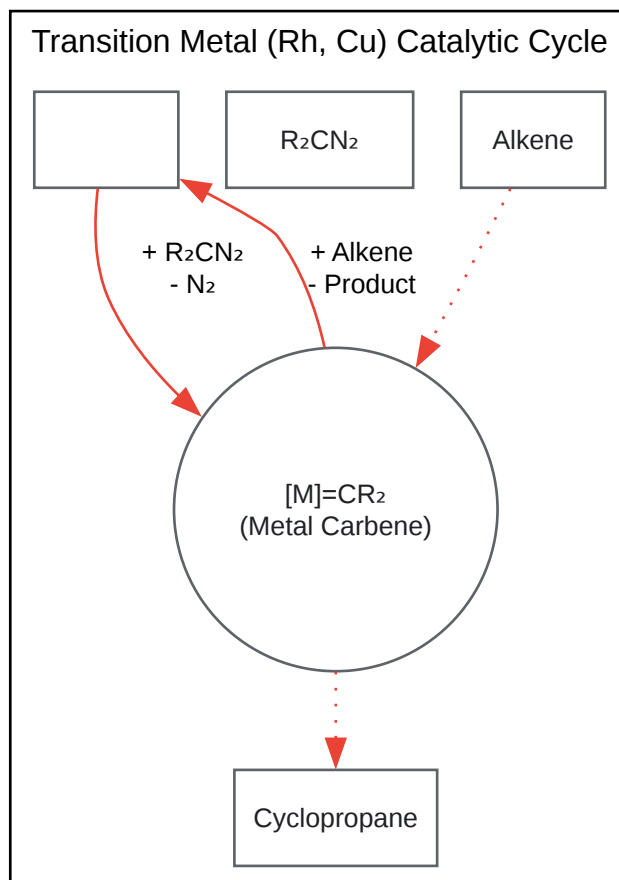 Transition Metal (Rh, Cu) Catalytic Cycle
R₂CN₂
Alkene
+ R₂CN₂
- N₂
+ Alkene
- Product
[M]=CR₂
(Metal Carbene)
Cyclopropane